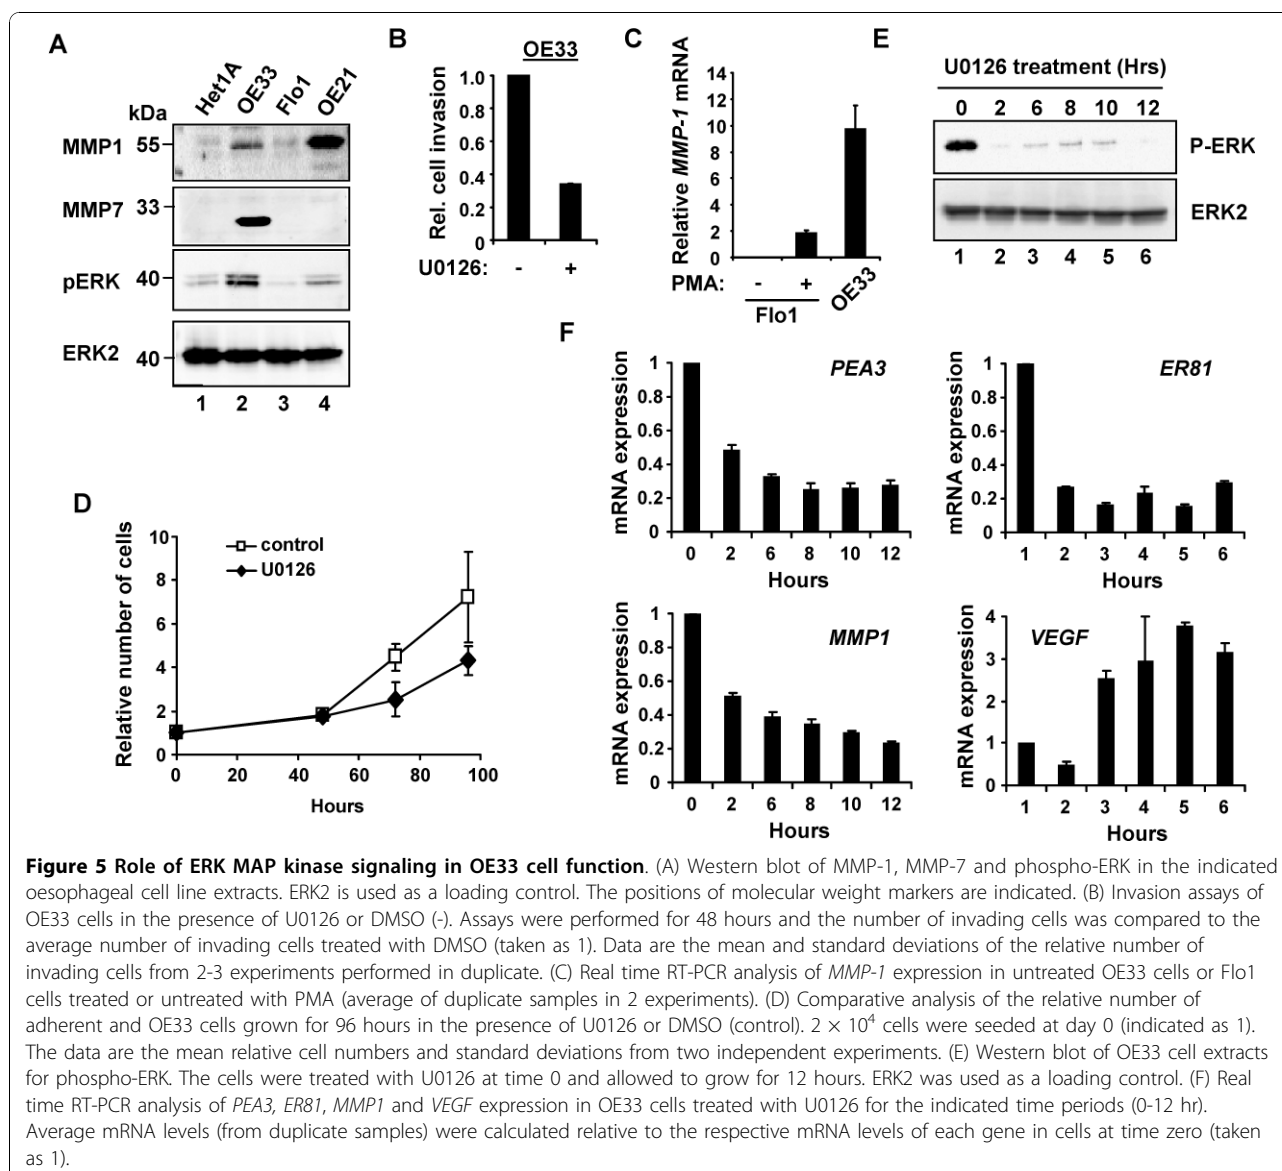 A
Het1A OE33 Flo1 OE21
kDa
MMP1 55
MMP7 33
pERK 40
ERK2 40
1 2 3 4
B
OE33
Rel. cell invasion
1.0
0.8
0.6
0.4
0.2
0
U0126: - +
C
Relative MMP-1 mRNA
14
12
10
8
6
4
2
0
PMA: - + OE33
Flo1
E
U0126 treatment (Hrs)
0 2 6 8 10 12
P-ERK
ERK2
1 2 3 4 5 6
D
Relative number of cells
10
8
6
4
2
0
control
U0126
0 20 40 60 80 100
Hours
F
PEA3
mRNA expression
1
0.8
0.6
0.4
0.2
0
0 2 6 8 10 12
Hours
ER81
mRNA expression
1
0.8
0.6
0.4
0.2
0
1 2 3 4 5 6
Hours
MMP1
mRNA expression
1
0.8
0.6
0.4
0.2
0
0 2 6 8 10 12
Hours
VEGF
mRNA expression
4
3
2
1
0
1 2 3 4 5 6
Hours
Figure 5 Role of ERK MAP kinase signaling in OE33 cell function. (A) Western blot of MMP-1, MMP-7 and phospho-ERK in the indicated
oesophageal cell line extracts. ERK2 is used as a loading control. The positions of molecular weight markers are indicated. (B) Invasion assays of
OE33 cells in the presence of U0126 or DMSO (-). Assays were performed for 48 hours and the number of invading cells was compared to the
average number of invading cells treated with DMSO (taken as 1). Data are the mean and standard deviations of the relative number of
invading cells from 2-3 experiments performed in duplicate. (C) Real time RT-PCR analysis of MMP-1 expression in untreated OE33 cells or Flo1
cells treated or untreated with PMA (average of duplicate samples in 2 experiments). (D) Comparative analysis of the relative number of
adherent and OE33 cells grown for 96 hours in the presence of U0126 or DMSO (control). 2 × 10⁴ cells were seeded at day 0 (indicated as 1).
The data are the mean relative cell numbers and standard deviations from two independent experiments. (E) Western blot of OE33 cell extracts
for phospho-ERK. The cells were treated with U0126 at time 0 and allowed to grow for 12 hours. ERK2 was used as a loading control. (F) Real
time RT-PCR analysis of PEA3, ER81, MMP1 and VEGF expression in OE33 cells treated with U0126 for the indicated time periods (0-12 hr).
Average mRNA levels (from duplicate samples) were calculated relative to the respective mRNA levels of each gene in cells at time zero (taken
as 1).